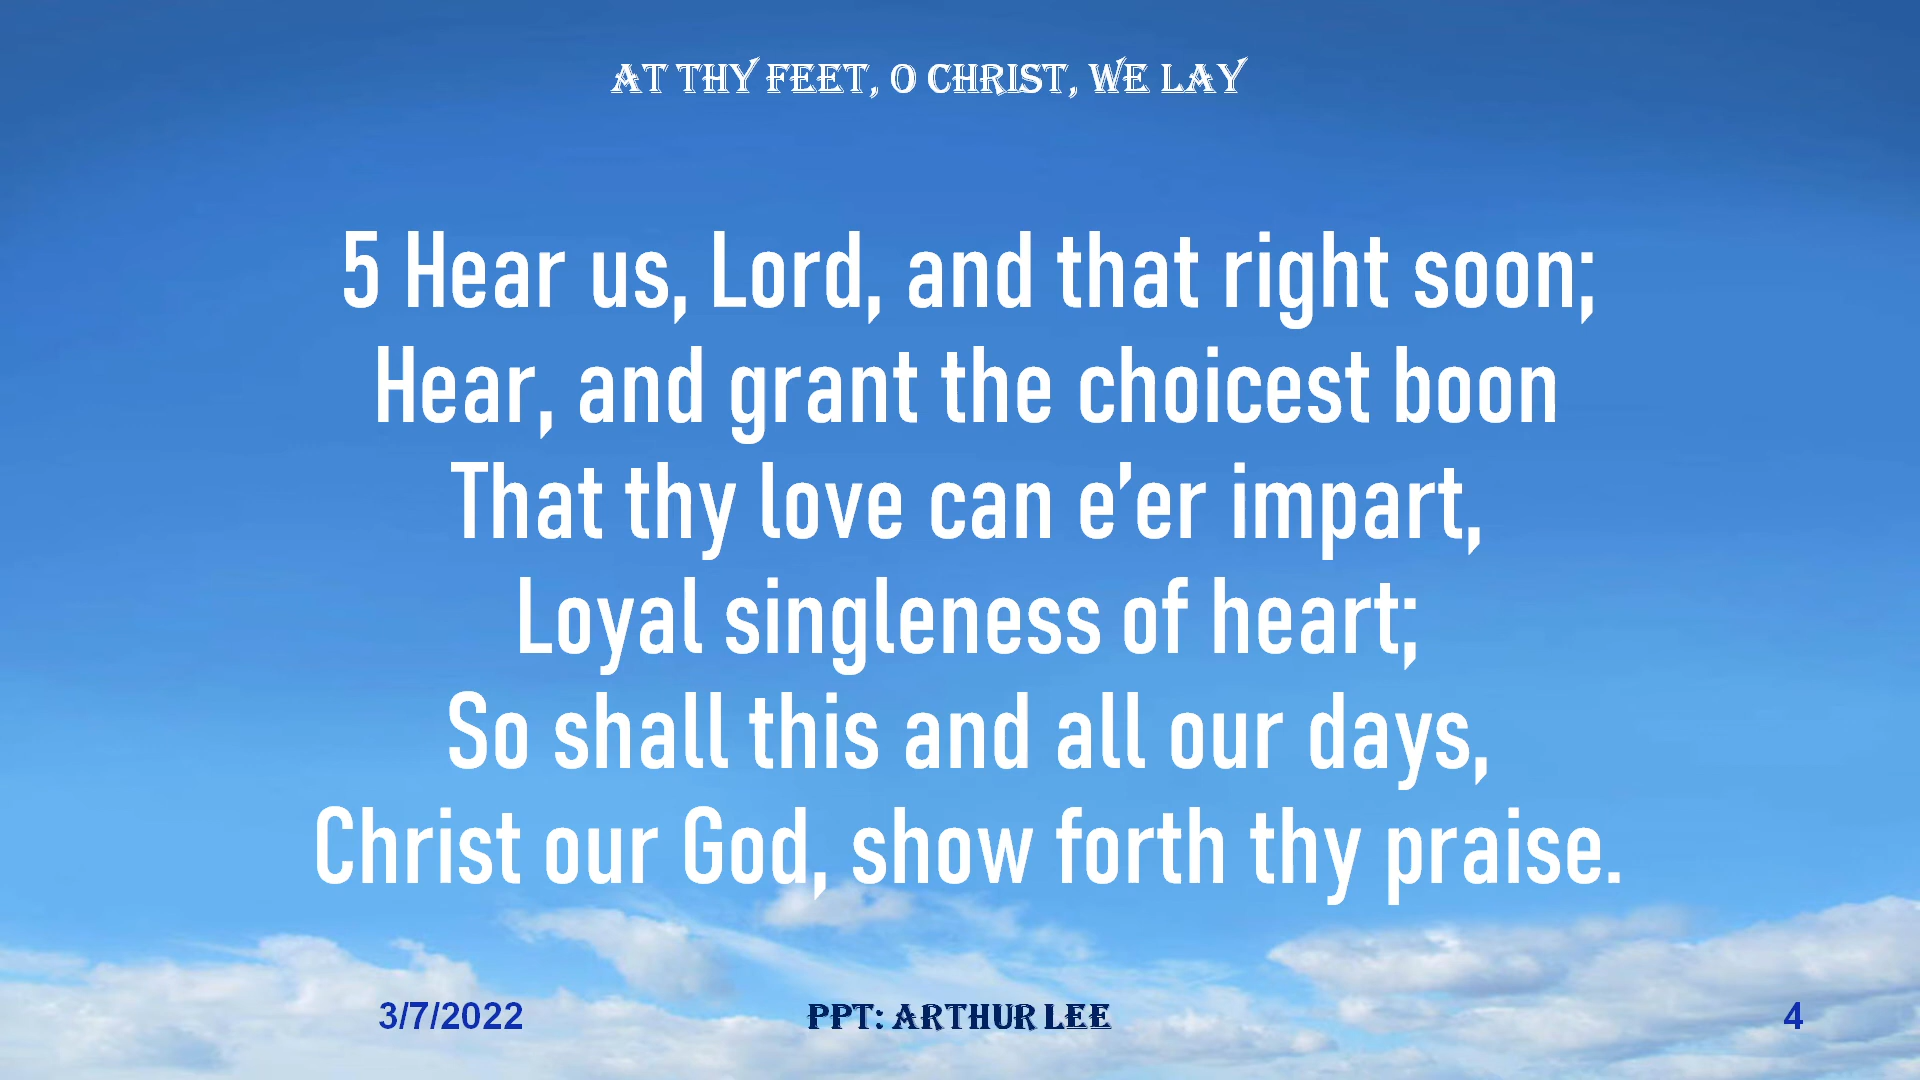 AT THY FEET, O CHRIST, WE LAY
5 Hear us, Lord, and that right soon;
Hear, and grant the choicest boon
That thy love can e’er impart,
Loyal singleness of heart;
So shall this and all our days,
Christ our God, show forth thy praise.
3/7/2022 PPT: ARTHUR LEE 4